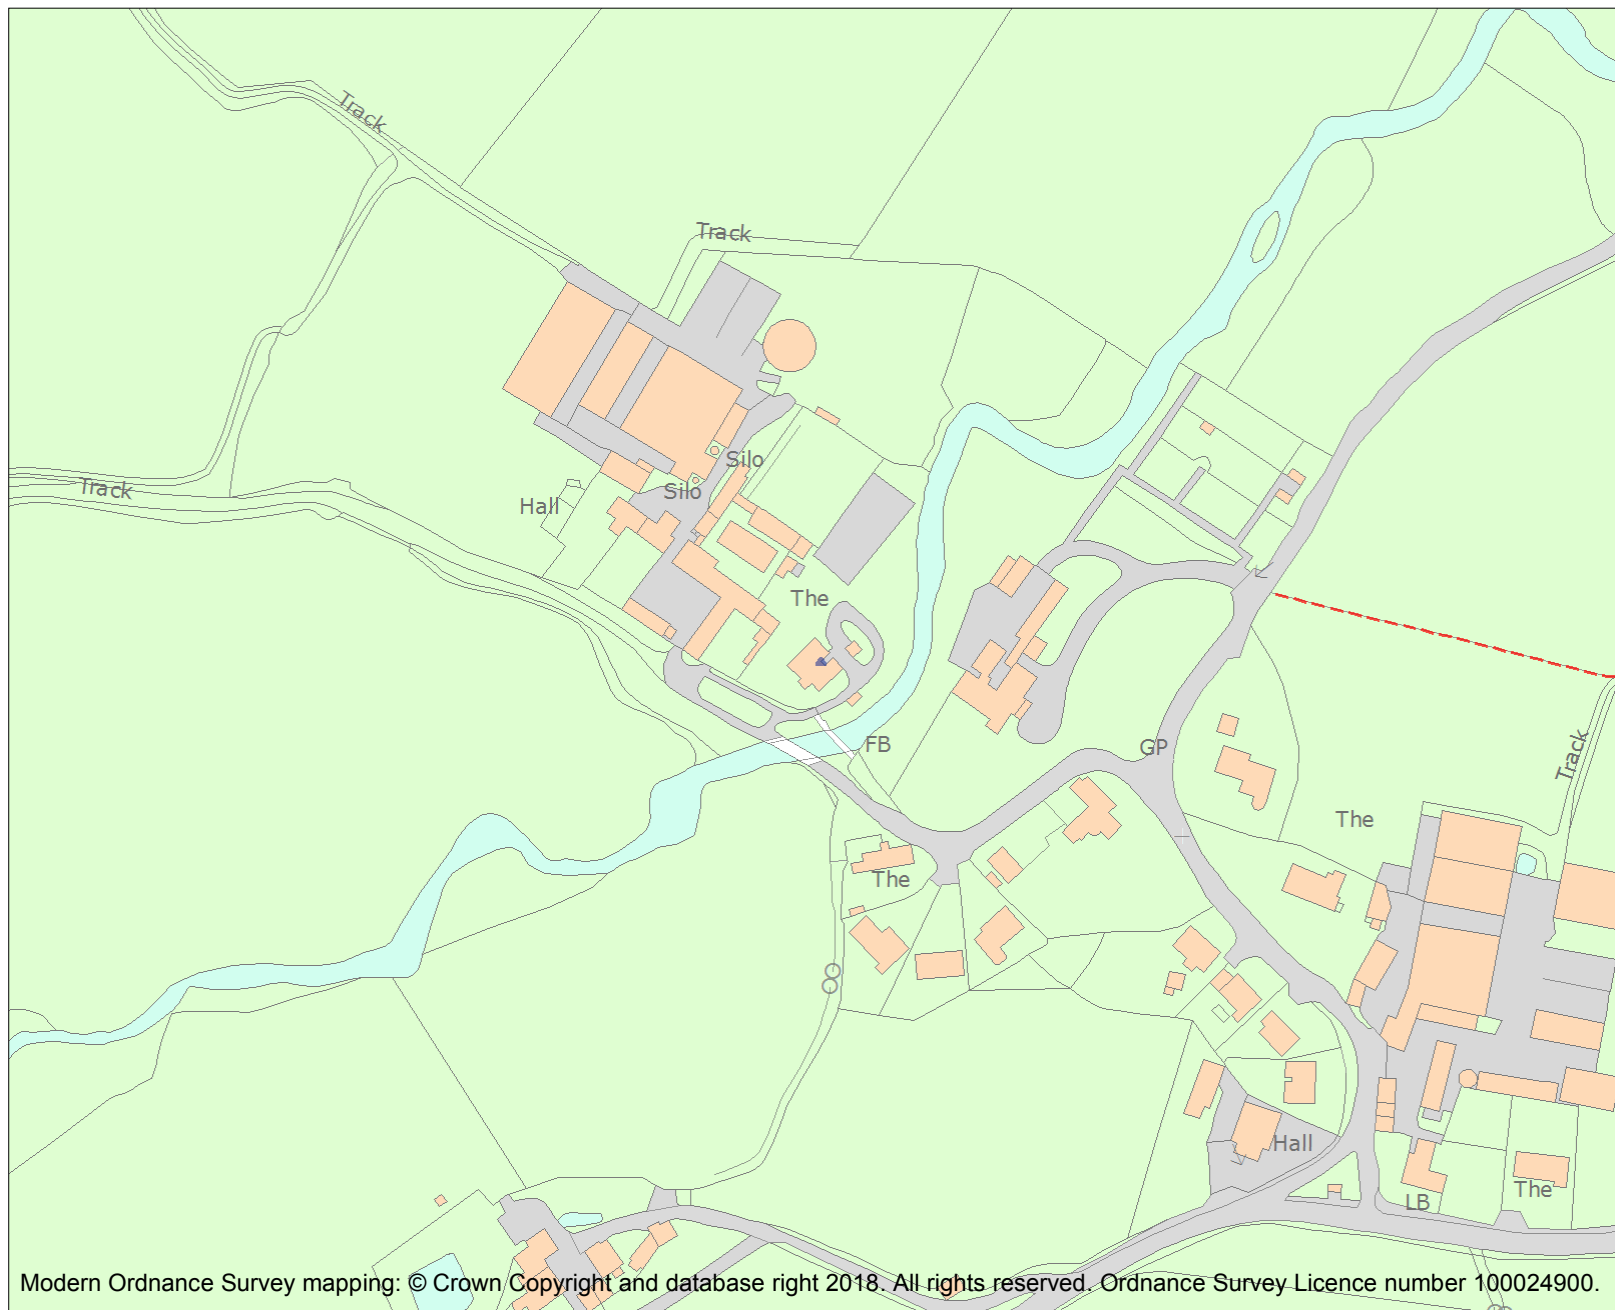 Track
Track
Silo
Track
Silo
Hall
The
FB
GP
Track
The
The
Hall
The
LB
Modern Ordnance Survey mapping: © Crown Copyright and database right 2018. All rights reserved. Ordnance Survey Licence number 100024900.